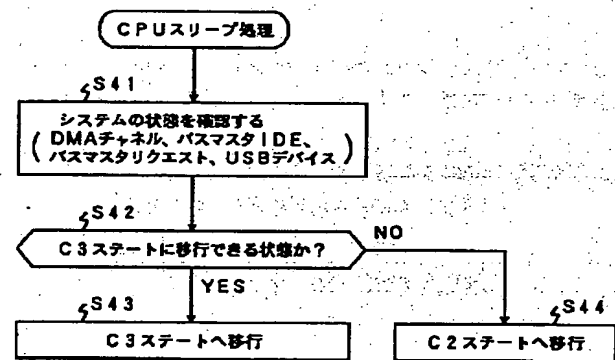 CPUスリープ処理
S41
システムの状態を確認する
(DMAチャネル、バスマスタIDE、
バスマスタリクエスト、USBデバイス)
S42
C3ステートに移行できる状態か?
NO
YES
S43
C3ステートへ移行
S44
C2ステートへ移行